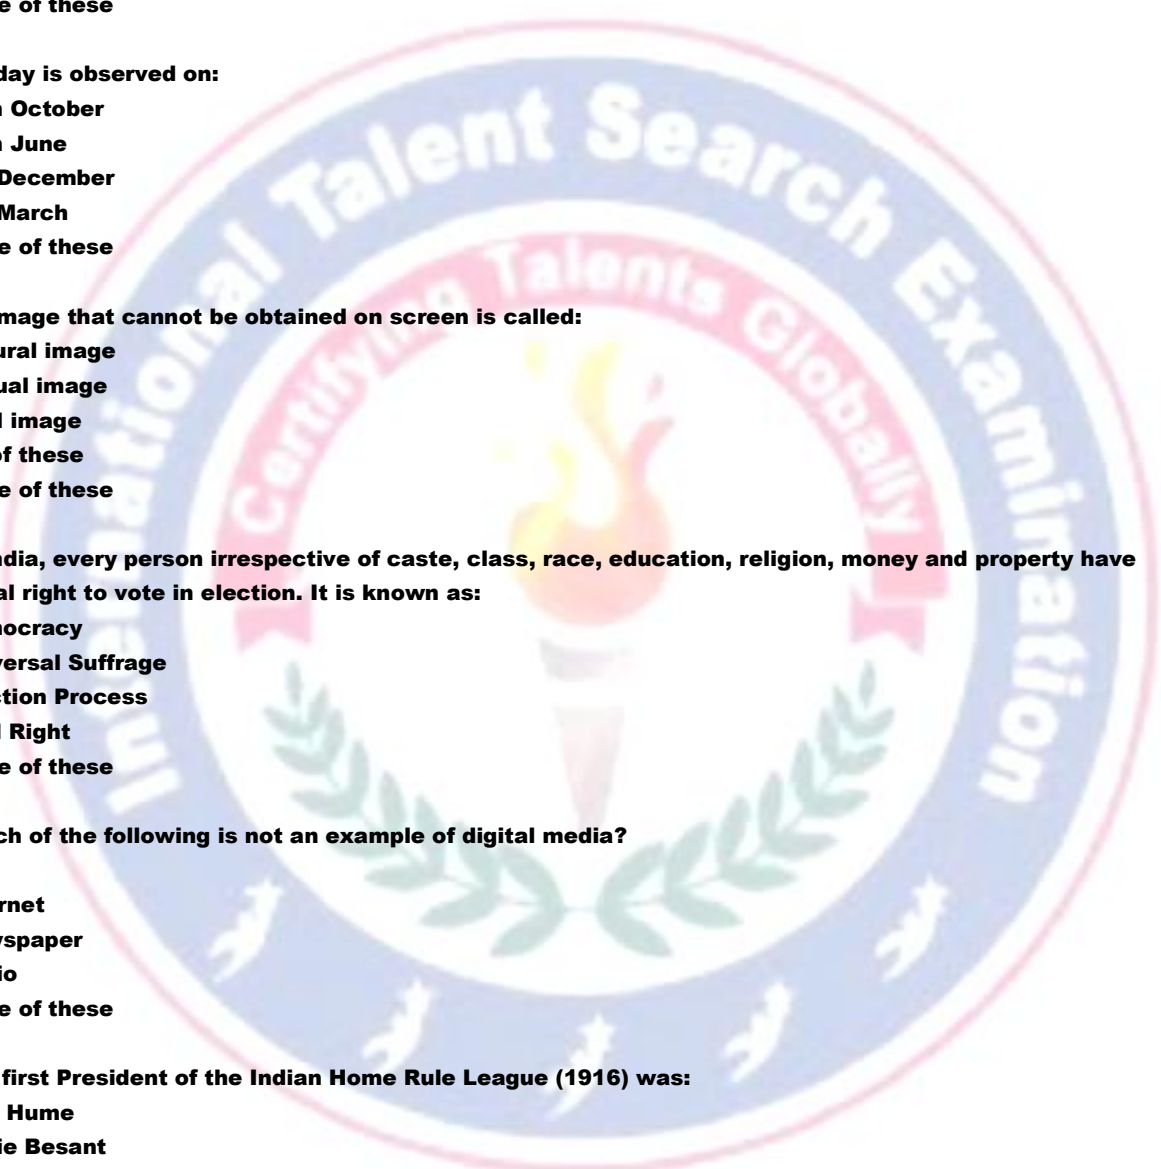 e of these
day is observed on:
October
June
December
March
e of these
mage that cannot be obtained on screen is called:
ural image
ual image
l image
of these
e of these
ndia, every person irrespective of caste, class, race, education, religion, money and property have
al right to vote in election. It is known as:
nocracy
versal Suffrage
ction Process
l Right
e of these
ch of the following is not an example of digital media?
rnet
vspaper
io
e of these
first President of the Indian Home Rule League (1916) was:
Hume
ie Besant
International Talent Search Examination
Certifying Talents Globally